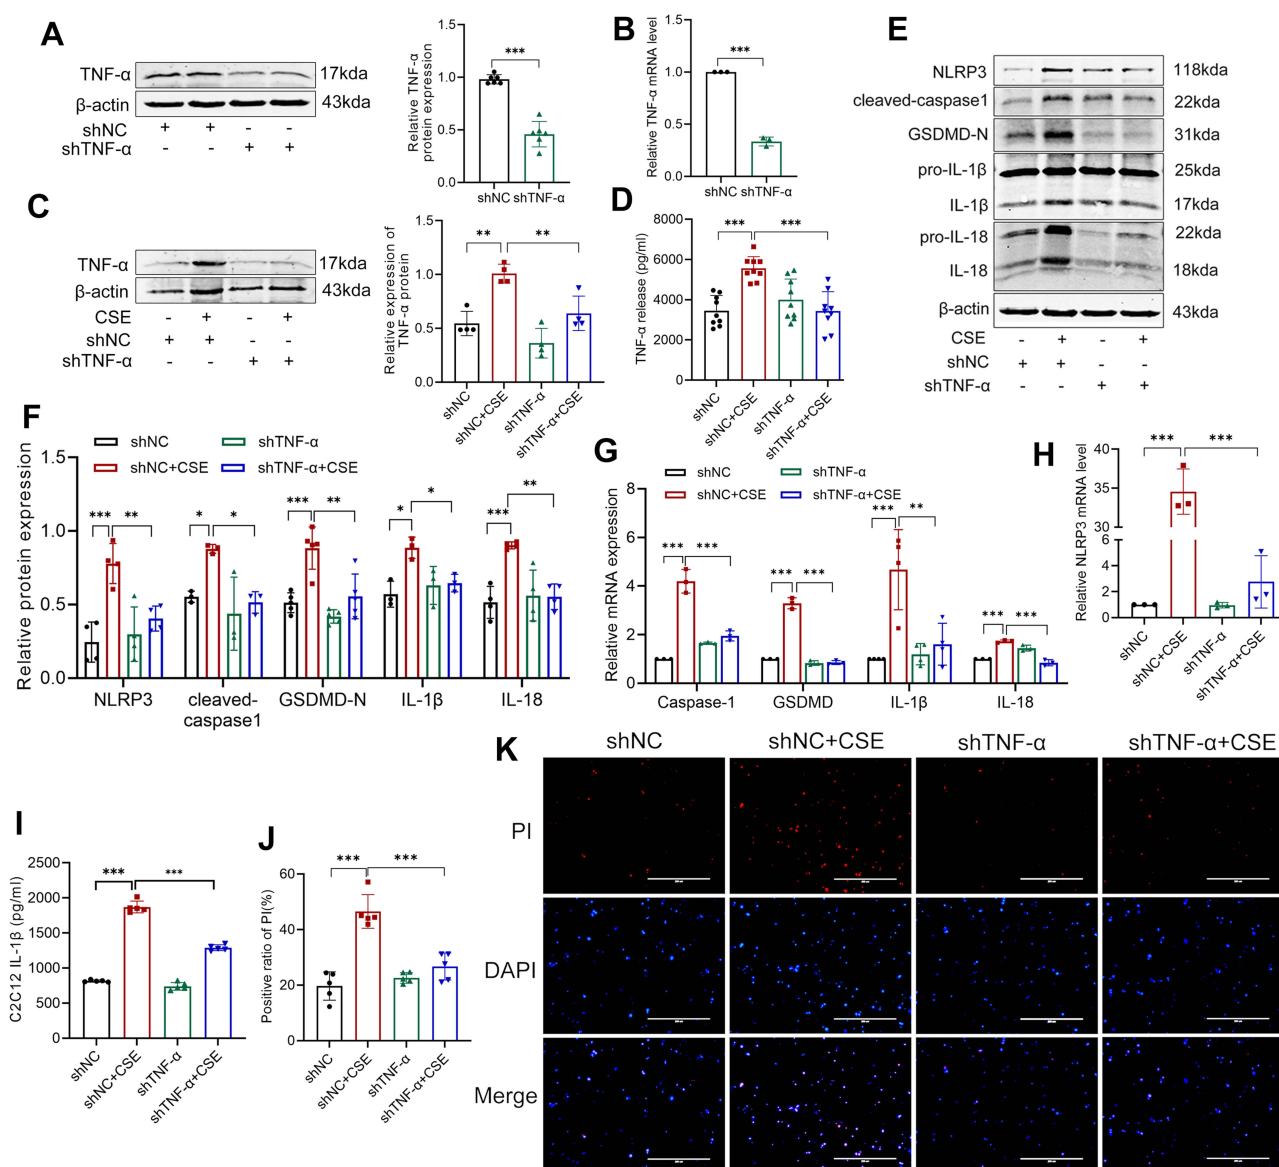 A
TNF-α
17kda
β-actin
43kda
shNC + + - -
shTNF-α - - + +
Relative TNF-α
protein expression
1.5
1.0
0.5
0.0
***
shNC shTNF-α
B
Relative TNF-α mRNA level
1.5
1.0
0.5
0.0
***
shNC shTNF-α
C
TNF-α
17kda
β-actin
43kda
CSE - + - +
shNC + + - -
shTNF-α - - + +
Relative expression of
TNF-α protein
1.5
1.0
0.5
0.0
** **
shNC
shNC+CSE
shTNF-α
shTNF-α+CSE
D
TNF-α release (pg/ml)
8000
6000
4000
2000
0
*** ***
shNC
shNC+CSE
shTNF-α
shTNF-α+CSE
E
NLRP3 118kda
cleaved-caspase1 22kda
GSDMD-N 31kda
pro-IL-1β 25kda
IL-1β 17kda
pro-IL-18 22kda
IL-18 18kda
β-actin 43kda
CSE - + - +
shNC + + - -
shTNF-α - - + +
F
shNC shTNF-α
shNC+CSE shTNF-α+CSE
Relative protein expression
1.5
1.0
0.5
0.0
*** ** * * *** ** * * *** **
NLRP3 cleaved-
caspase1 GSDMD-N IL-1β IL-18
G
shNC shTNF-α
shNC+CSE shTNF-α+CSE
Relative mRNA expression
8
6
4
2
0
*** *** *** *** *** ** *** ***
Caspase-1 GSDMD IL-1β IL-18
H
Relative NLRP3 mRNA level
40
35
30
6
4
2
0
*** ***
shNC
shNC+CSE
shTNF-α
shTNF-α+CSE
I
C2C12 IL-1β (pg/ml)
2500
2000
1500
1000
500
0
*** ***
shNC
shNC+CSE
shTNF-α
shTNF-α+CSE
J
Positive ratio of PI(%)
60
40
20
0
*** ***
shNC
shNC+CSE
shTNF-α
shTNF-α+CSE
K
shNC shNC+CSE shTNF-α shTNF-α+CSE
PI
DAPI
Merge